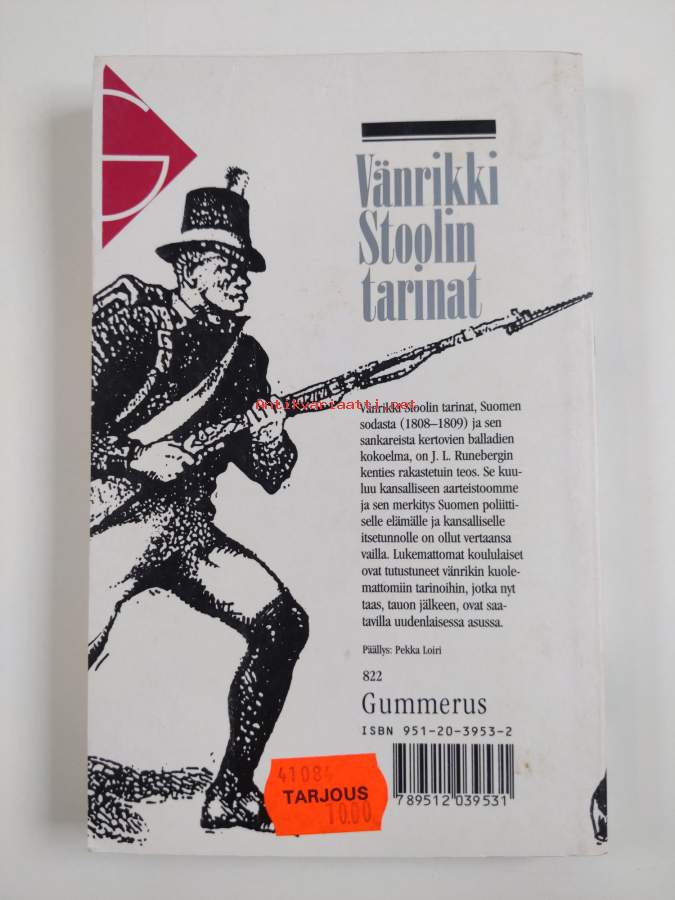 Vänrikki
Stoolin
tarinat
Antikvariaatti.net
Vänrikki Stoolin tarinat, Suomen
sodasta (1808–1809) ja sen
sankareista kertovien balladien
kokoelma, on J. L. Runebergin
kenties rakastetuin teos. Se kuu-
luu kansalliseen aarteistoomme
ja sen merkitys Suomen poliitti-
selle elämälle ja kansalliselle
itsetunnolle on ollut vertaansa
vailla. Lukemattomat koululaiset
ovat tutustuneet vänrikin kuole-
mattomiin tarinoihin, jotka nyt
taas, tauon jälkeen, ovat saa-
tavilla uudenlaisessa asussa.
Päällys: Pekka Loiri
822
Gummerus
ISBN 951-20-3953-2
789512 039531
41084
TARJOUS
10.00